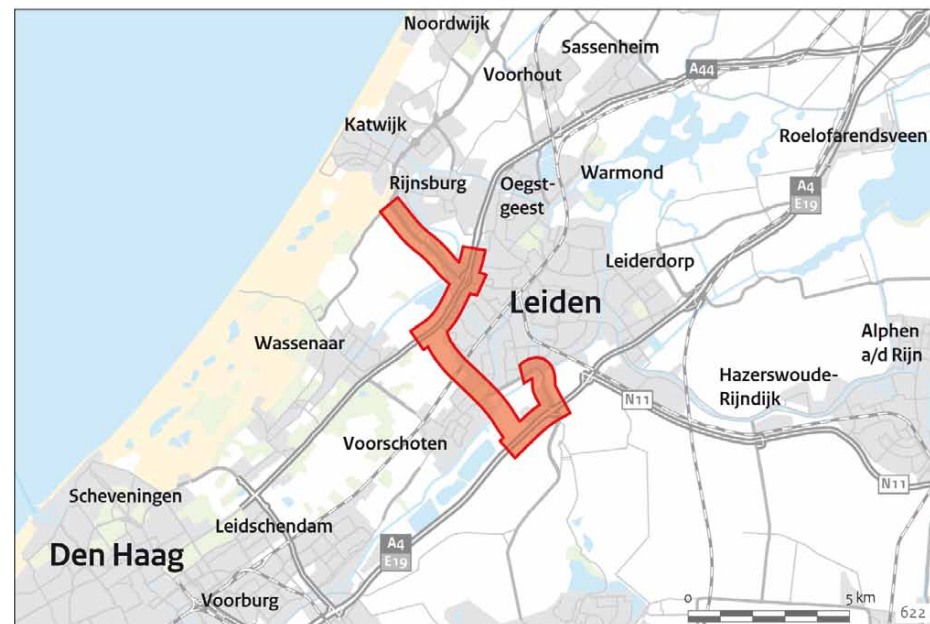 Noordwijk
Sassenheim
Voorhout
A44
Katwijk
Roelofarendsveen
Rijnsburg
Oegst-
geest
Warmond
A4
E19
Leiderdorp
Leiden
Wassenaar
Alphen
a/d Rijn
Hazerswoude-
Rijndijk
N11
Voorschoten
N11
Scheveningen
Leidschendam
Den Haag
A4
E19
Voorburg
0
5 km
622